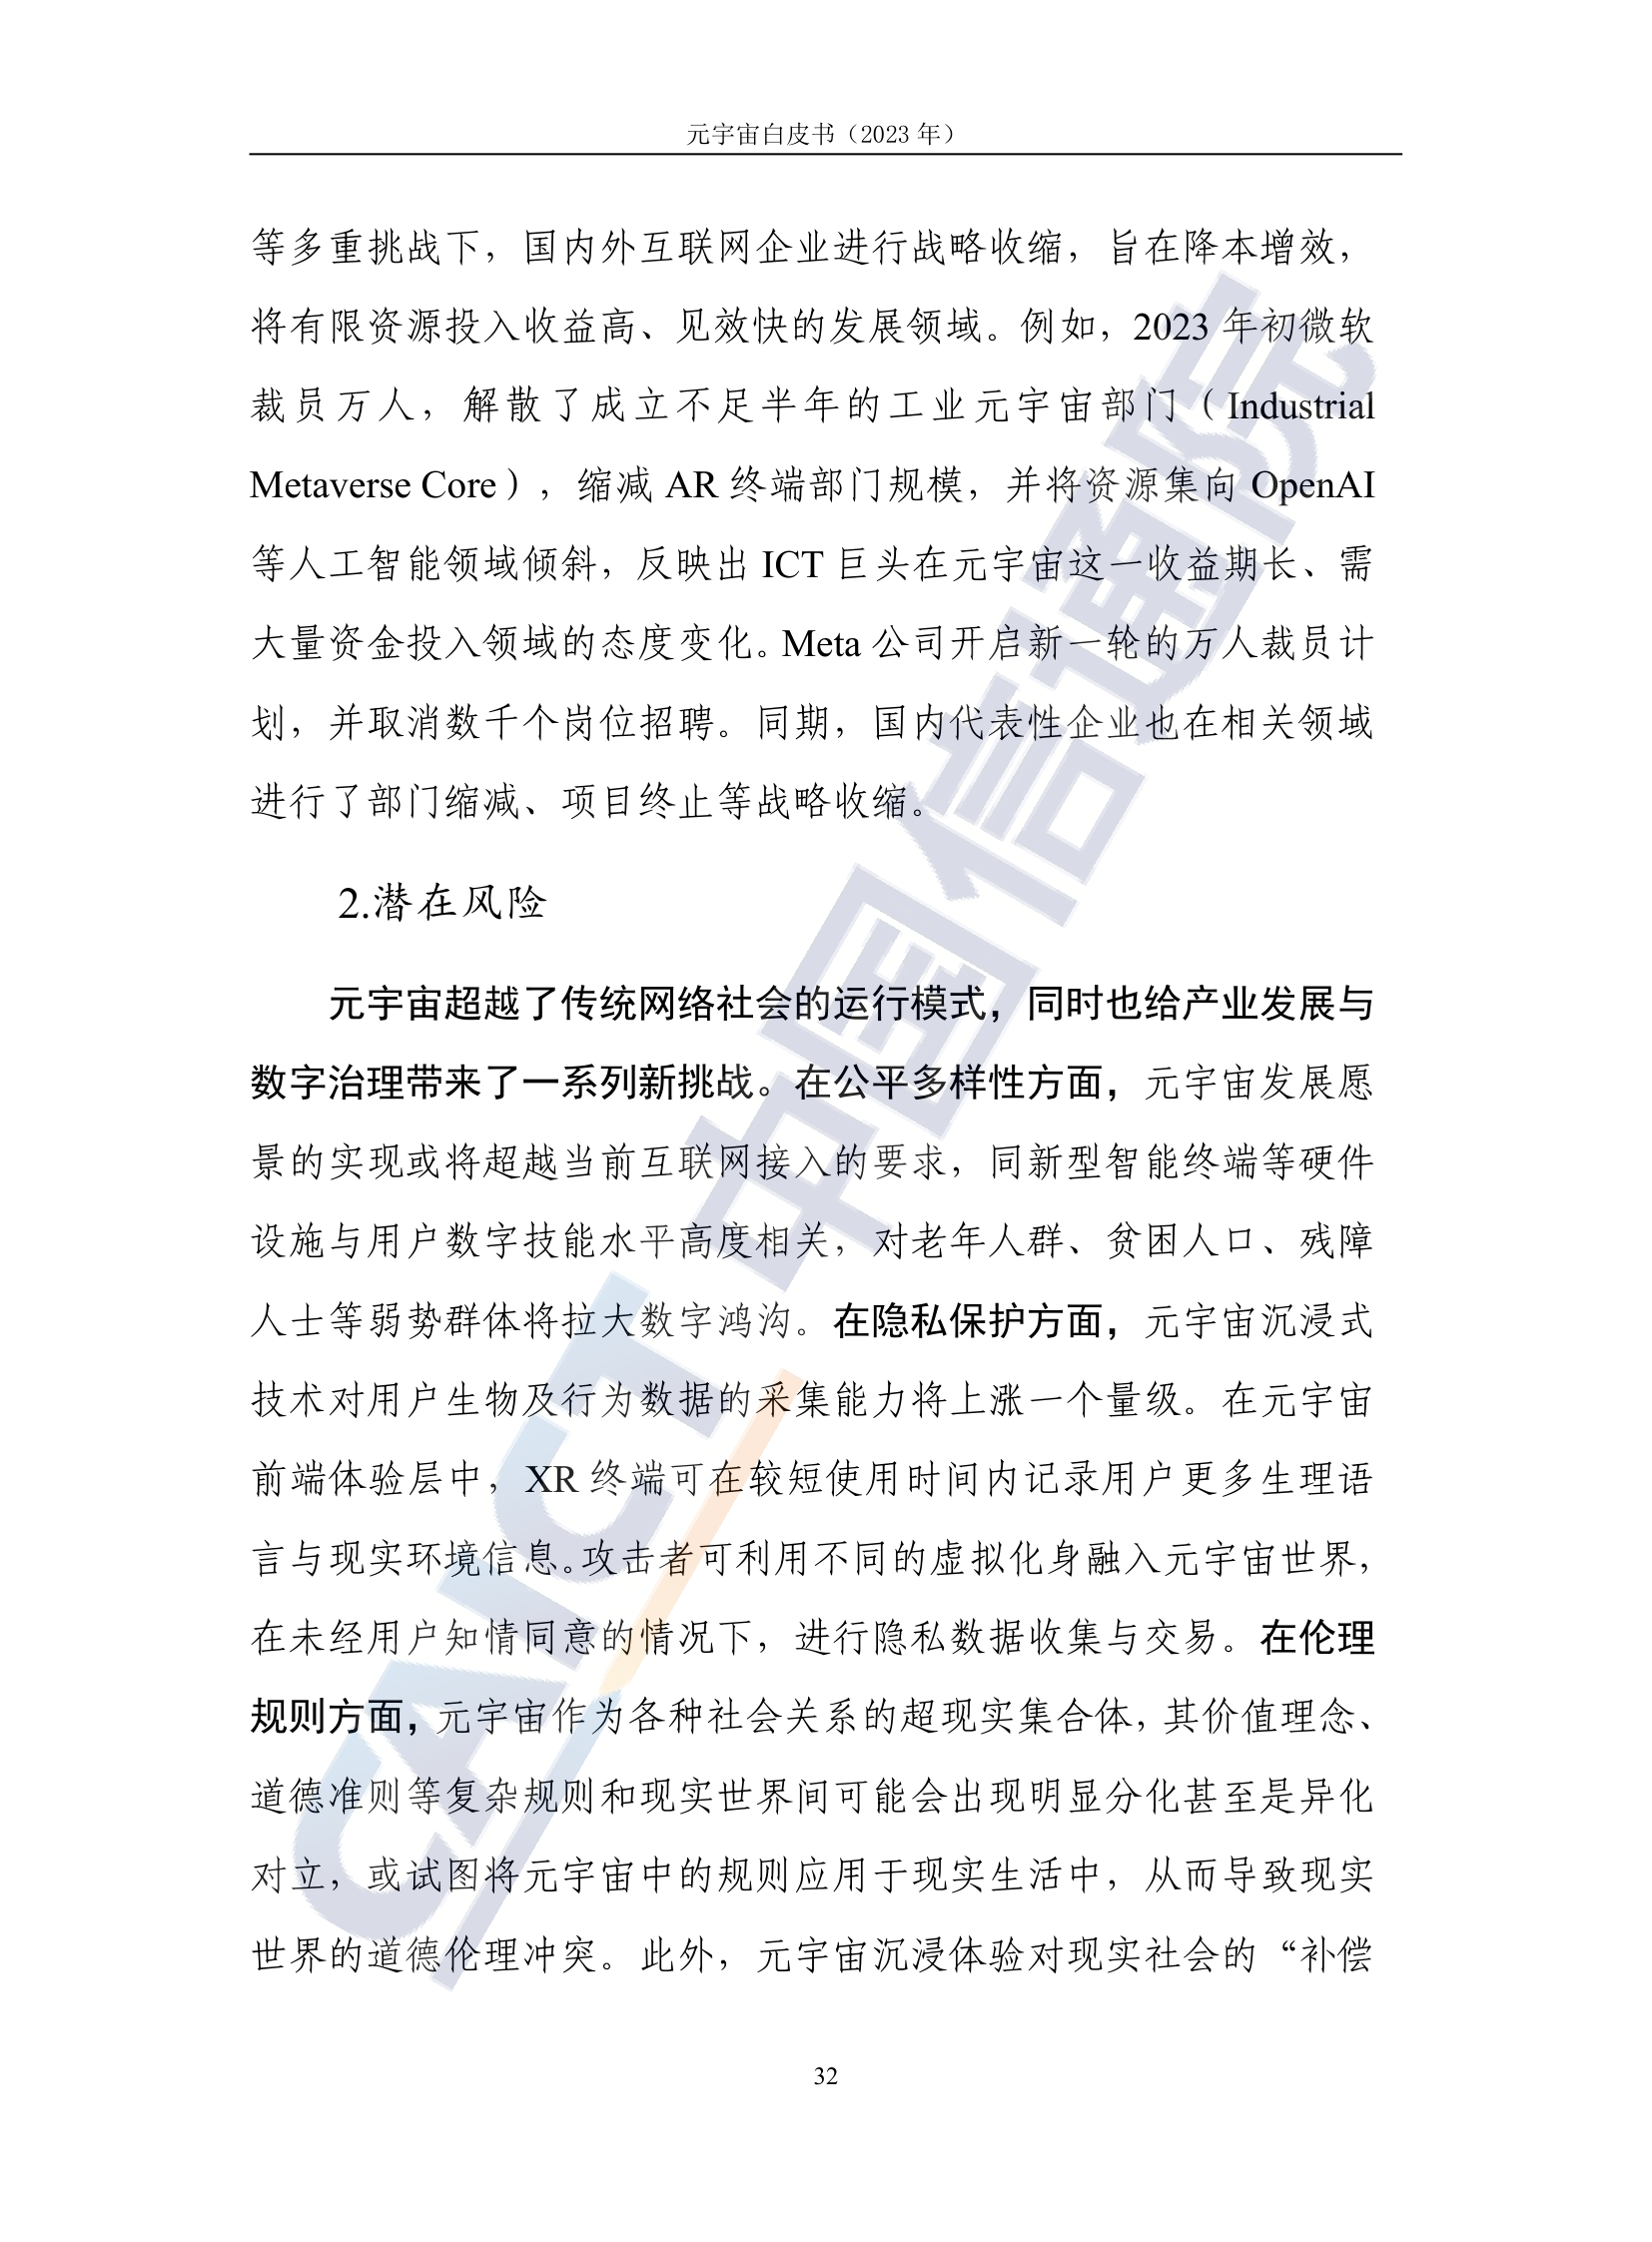 元宇宙白皮书（2023 年）
等多重挑战下，国内外互联网企业进行战略收缩，旨在降本增效，
将有限资源投入收益高、见效快的发展领域。例如，2023 年初微软
裁员万人，解散了成立不足半年的工业元宇宙部门（Industrial
Metaverse Core），缩减 AR 终端部门规模，并将资源集向 OpenAI
等人工智能领域倾斜，反映出 ICT 巨头在元宇宙这一收益期长、需
大量资金投入领域的态度变化。Meta 公司开启新一轮的万人裁员计
划，并取消数千个岗位招聘。同期，国内代表性企业也在相关领域
进行了部门缩减、项目终止等战略收缩。
2.潜在风险
元宇宙超越了传统网络社会的运行模式，同时也给产业发展与
数字治理带来了一系列新挑战。在公平多样性方面，元宇宙发展愿
景的实现或将超越当前互联网接入的要求，同新型智能终端等硬件
设施与用户数字技能水平高度相关，对老年人群、贫困人口、残障
人士等弱势群体将拉大数字鸿沟。在隐私保护方面，元宇宙沉浸式
技术对用户生物及行为数据的采集能力将上涨一个量级。在元宇宙
前端体验层中，XR 终端可在较短使用时间内记录用户更多生理语
言与现实环境信息。攻击者可利用不同的虚拟化身融入元宇宙世界，
在未经用户知情同意的情况下，进行隐私数据收集与交易。在伦理
规则方面，元宇宙作为各种社会关系的超现实集合体，其价值理念、
道德准则等复杂规则和现实世界间可能会出现明显分化甚至是异化
对立，或试图将元宇宙中的规则应用于现实生活中，从而导致现实
世界的道德伦理冲突。此外，元宇宙沉浸体验对现实社会的“补偿
32
CAICT 中国信通院